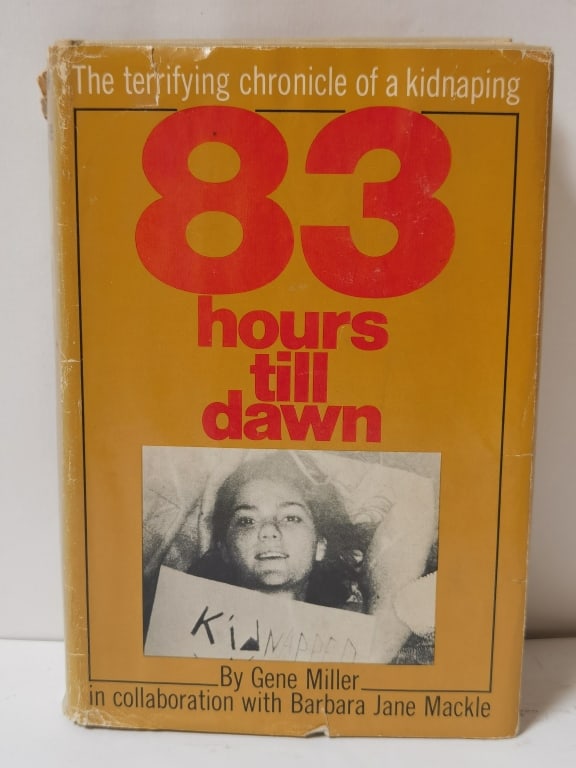 The terrifying chronicle of a kidnaping
83
hours
till
dawn
KiDNAPPED
By Gene Miller
in collaboration with Barbara Jane Mackle